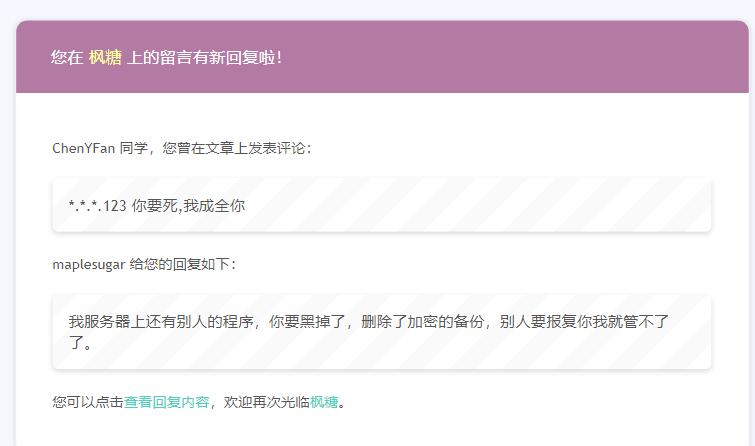 您在 枫糖 上的留言有新回复啦！
ChenYFan 同学，您曾在文章上发表评论：
*.*.*.123 你要死,我成全你
maplesugar 给您的回复如下：
我服务器上还有别人的程序，你要黑掉了，删除了加密的备份，别人要报复你我就管不了
了。
您可以点击查看回复内容，欢迎再次光临枫糖。